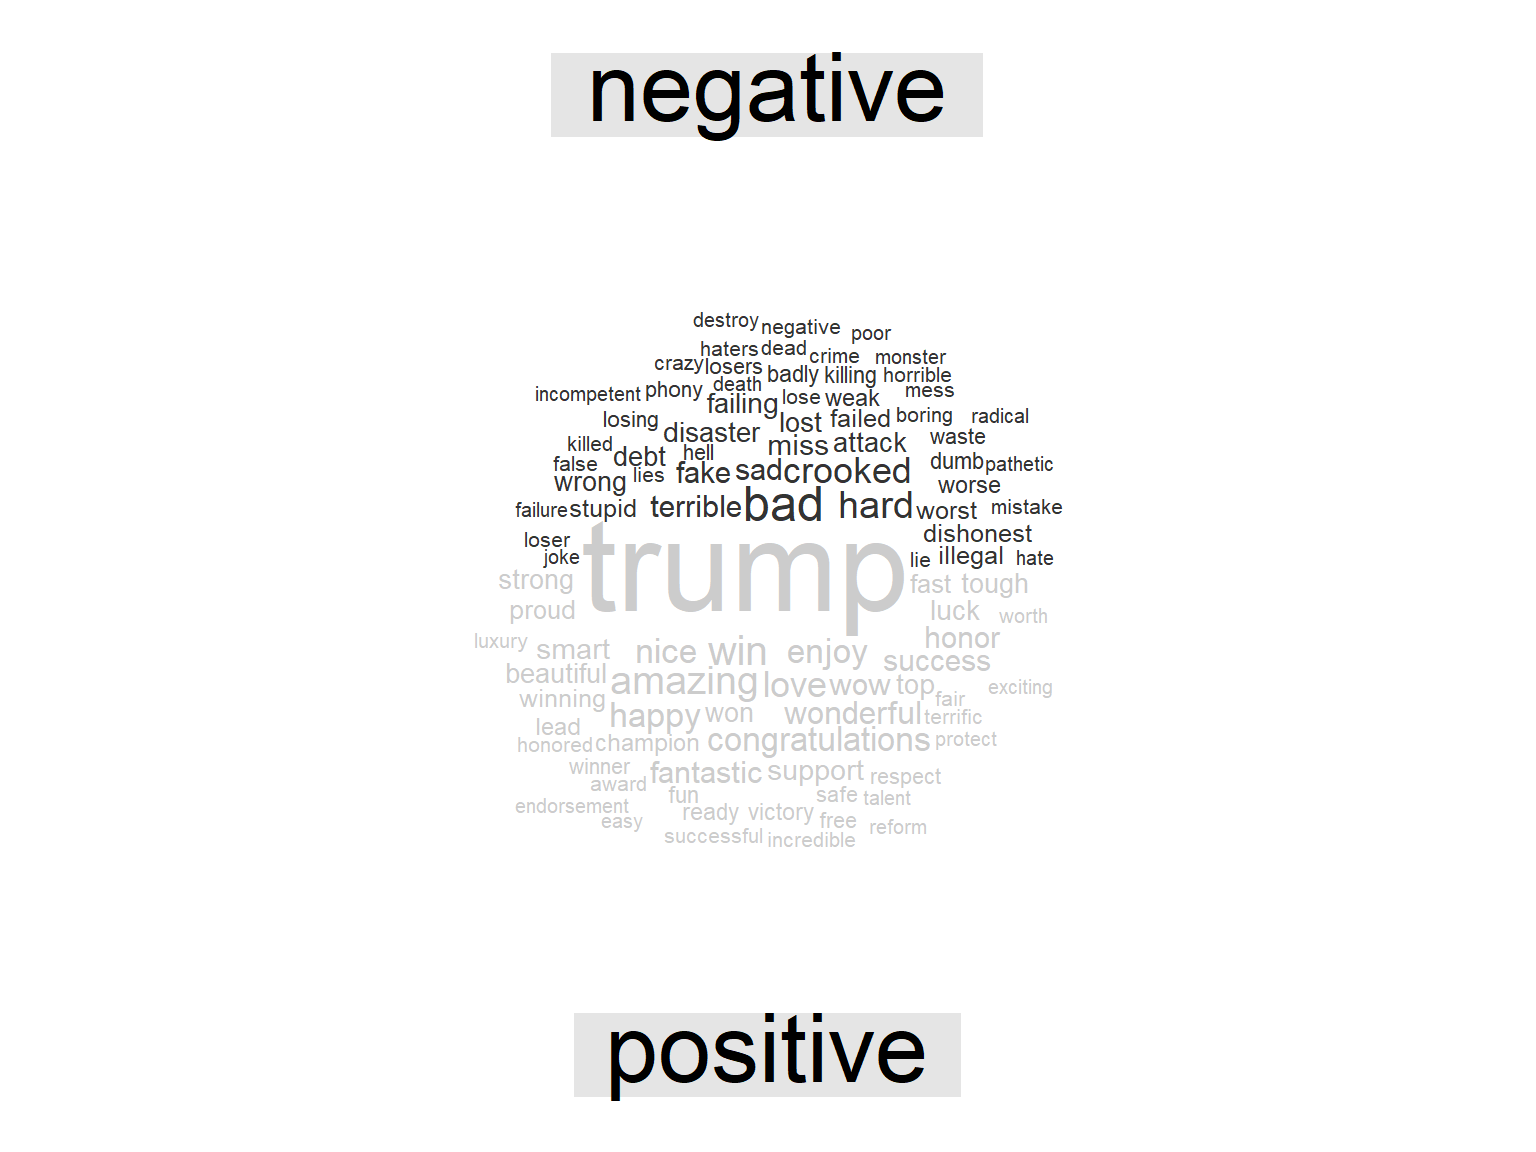 negative
destroy negative poor
haters dead crime monster
crazy losers badly killing horrible
incompetent phony death failing lose weak mess
losing disaster lost failed boring radical
killed debt hell miss attack waste
false wrong lies fake sad crooked dumb pathetic
worse
failure stupid terrible bad hard worst mistake
loser trump dishonest
joke lie illegal hate
strong fast tough
proud luck worth
luxury smart nice win enjoy honor
beautiful amazing love wow top success exciting
winning happy won wonderful fair terrific
lead
honored champion congratulations protect
winner fantastic support respect
award fun safe talent
endorsement ready victory free reform
easy
successful incredible
positive